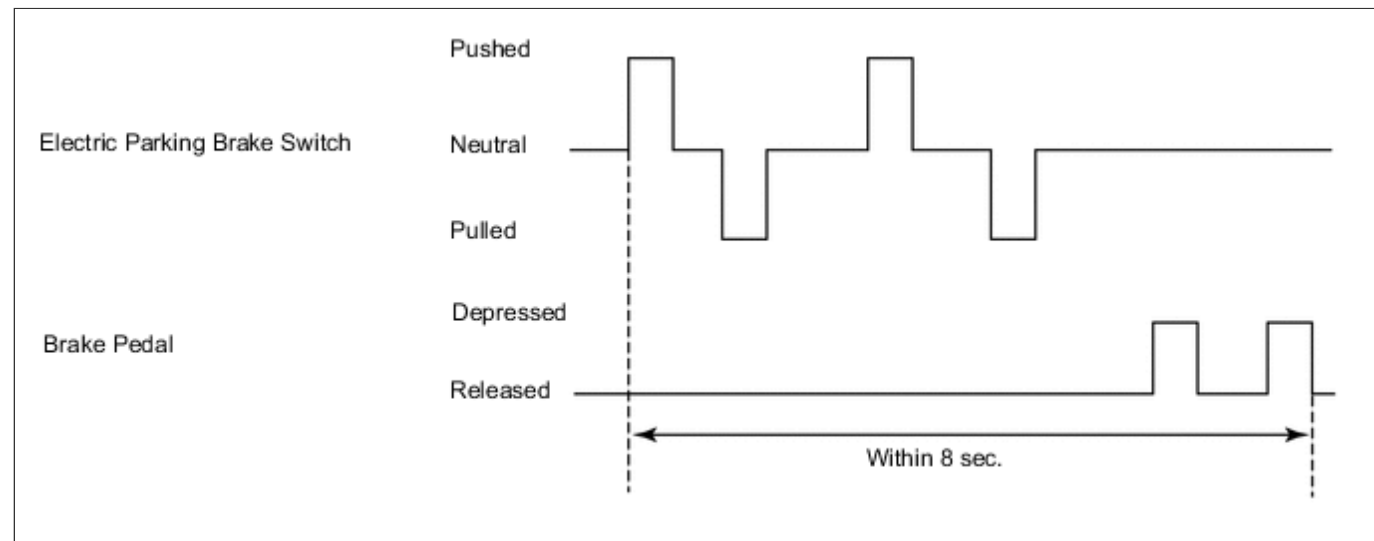 Pushed
Electric Parking Brake Switch
Neutral
Pulled
Depressed
Brake Pedal
Released
Within 8 sec.